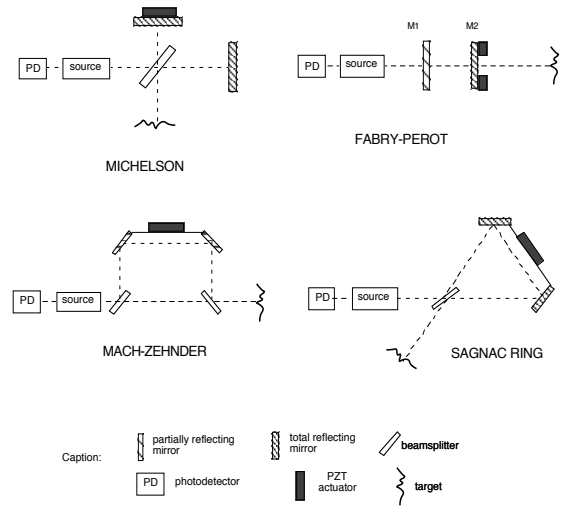 M1 M2
PD source
PD source
FABRY-PEROT
MICHELSON
PD source
PD source
MACH-ZEHNDER
SAGNAC RING
Caption:
partially reflecting
mirror
total reflecting
mirror
beamsplitter
PD photodetector
PZT
actuator
target